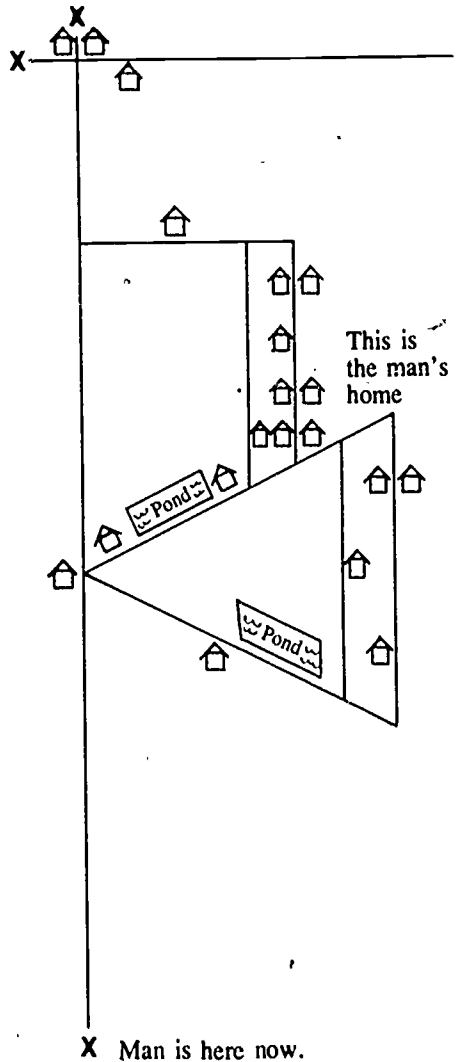 X
X
This is
the man's
home
Pond
Pond
X Man is here now.